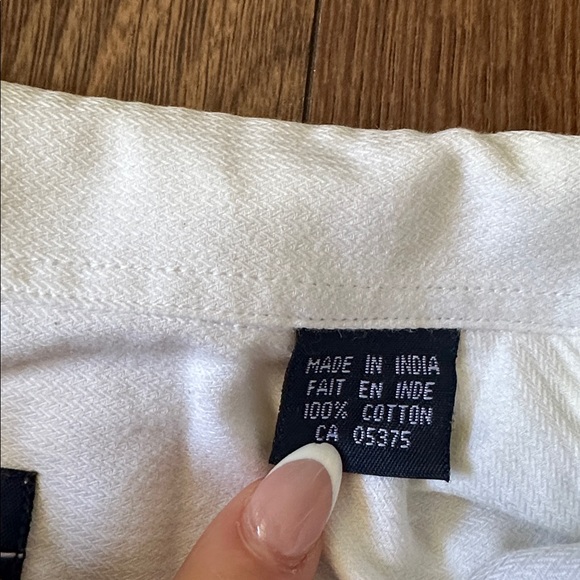 MADE IN INDIA
FAIT EN INDE
100% COTTON
CA 05375